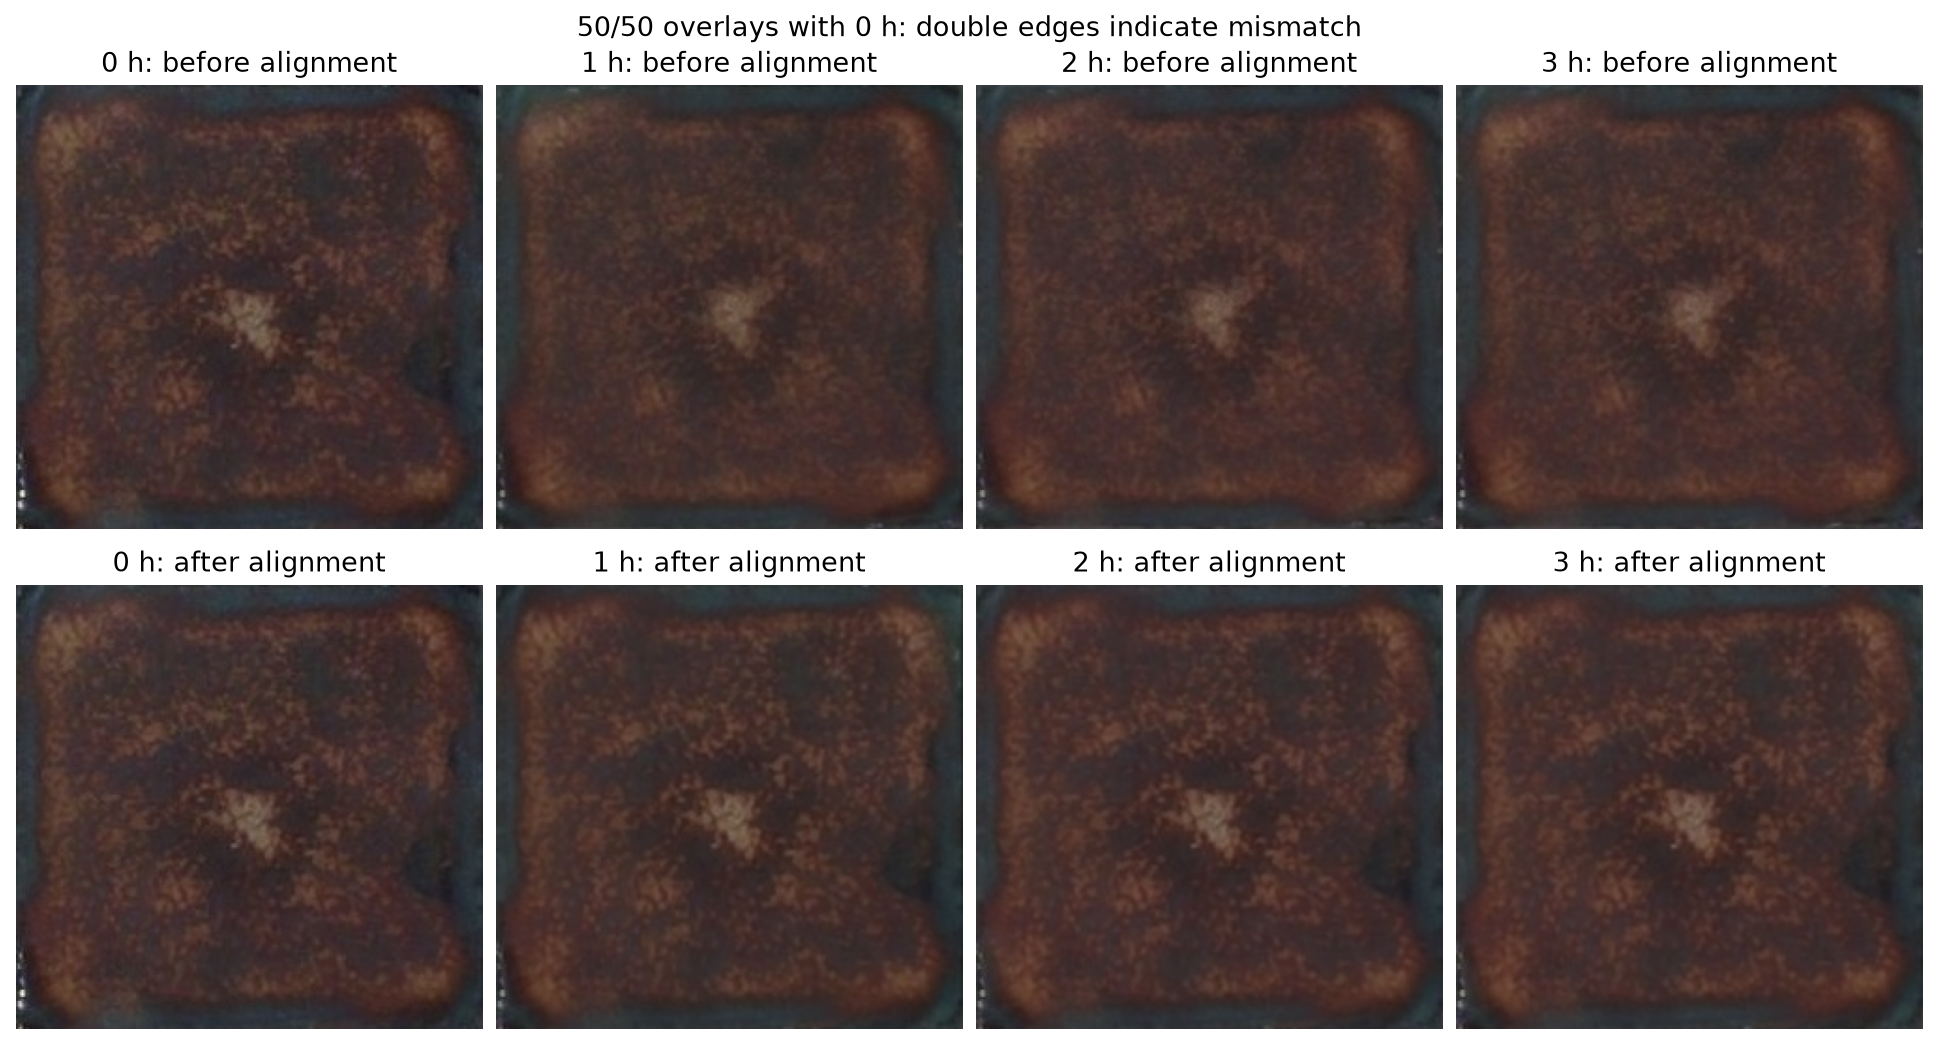 50/50 overlays with 0 h: double edges indicate mismatch
0 h: before alignment
1 h: before alignment
2 h: before alignment
3 h: before alignment
0 h: after alignment
1 h: after alignment
2 h: after alignment
3 h: after alignment